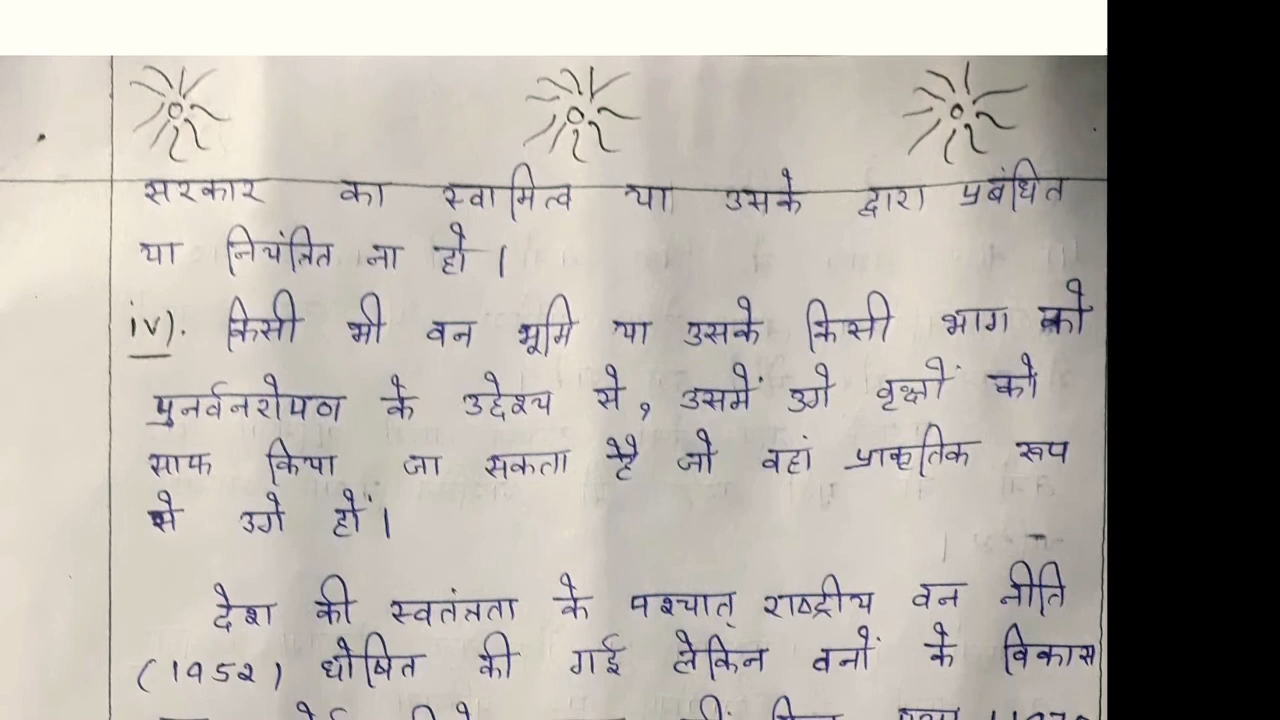 सरकार का स्वामित्व या उसके द्वारा प्रबंधित
या नियंत्रित ना हो।
iv). किसी भी वन भूमि या उसके किसी भाग को
पुनर्वनरोपण के उद्देश्य से, उसमें उगे वृक्षों को
साफ किया जा सकता है जो वहां प्राकृतिक रूप
से उगे हों।
देश की स्वतंत्रता के पश्चात् राष्ट्रीय वन नीति
(1952) घोषित की गई लेकिन वनों के विकास